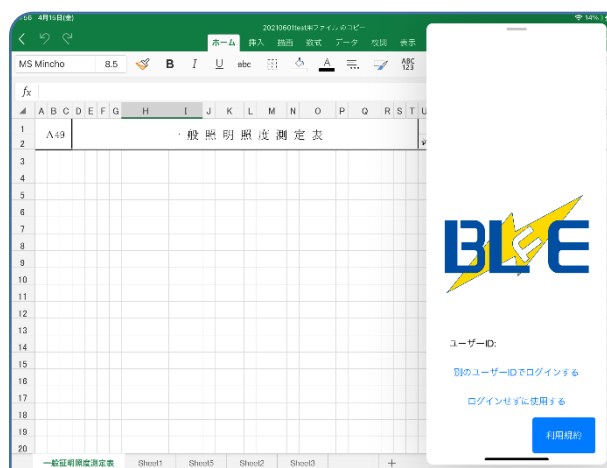 4月15日(金)
14%
20210601test用ファイル のコピー
ホーム 挿入 描画 数式 データ 校閲 表示
MS Mincho 8.5 B I U abc A ABC 123
fx
A B C D E F G H I J K L M N O P Q R S T U
1 A49 一般照明照度測定表
2
3
4
5
6
7
8
9
10
11
12
13
14
15
16
17
18
19
20
一般証明照度測定表 Sheet1 Sheet5 Sheet2 Sheet3 +
BLEE
ユーザーID:
別のユーザーIDでログインする
ログインせずに使用する
利用規約